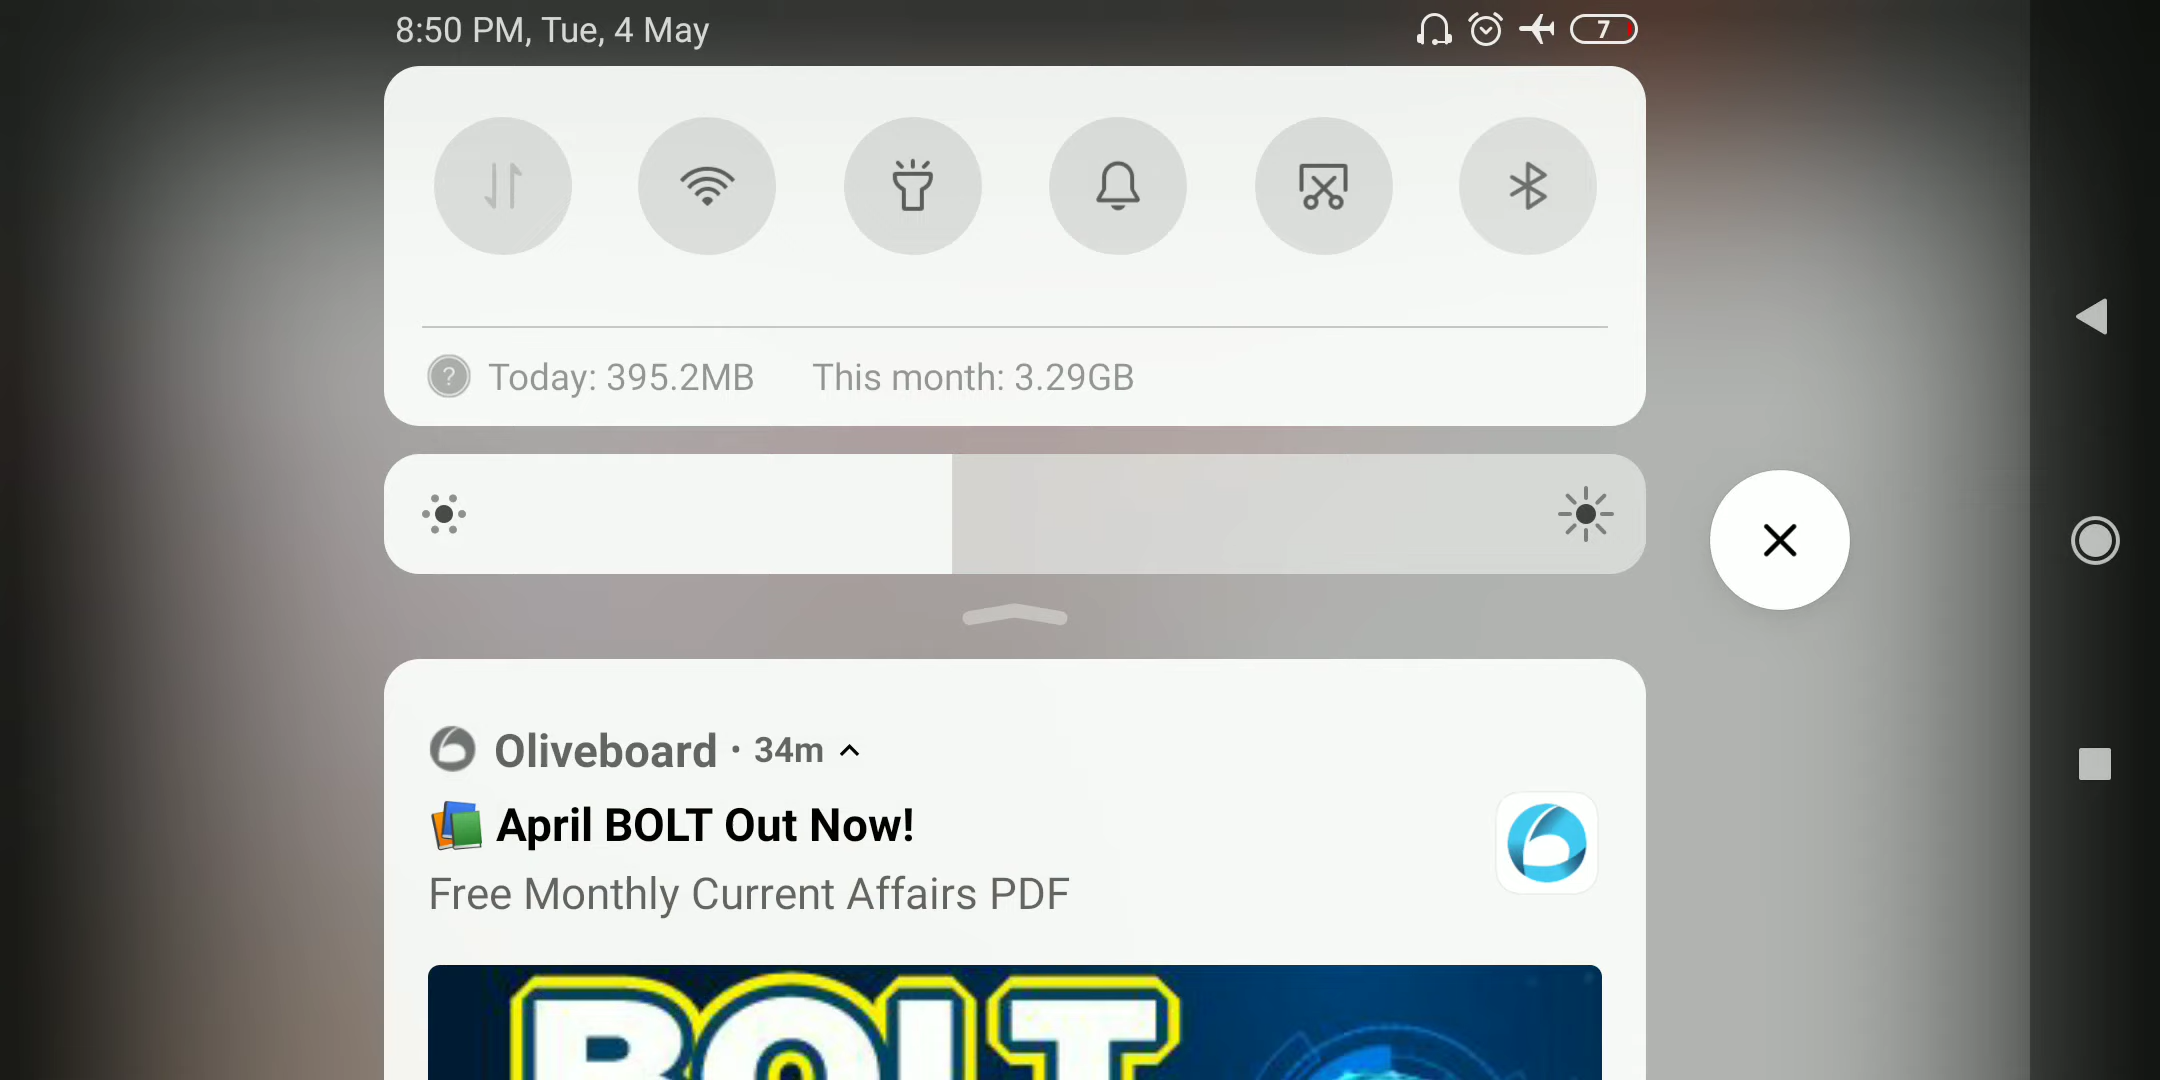 8:50 PM, Tue, 4 May
7
Today: 395.2MB This month: 3.29GB
Oliveboard · 34m
April BOLT Out Now!
Free Monthly Current Affairs PDF
BOLT